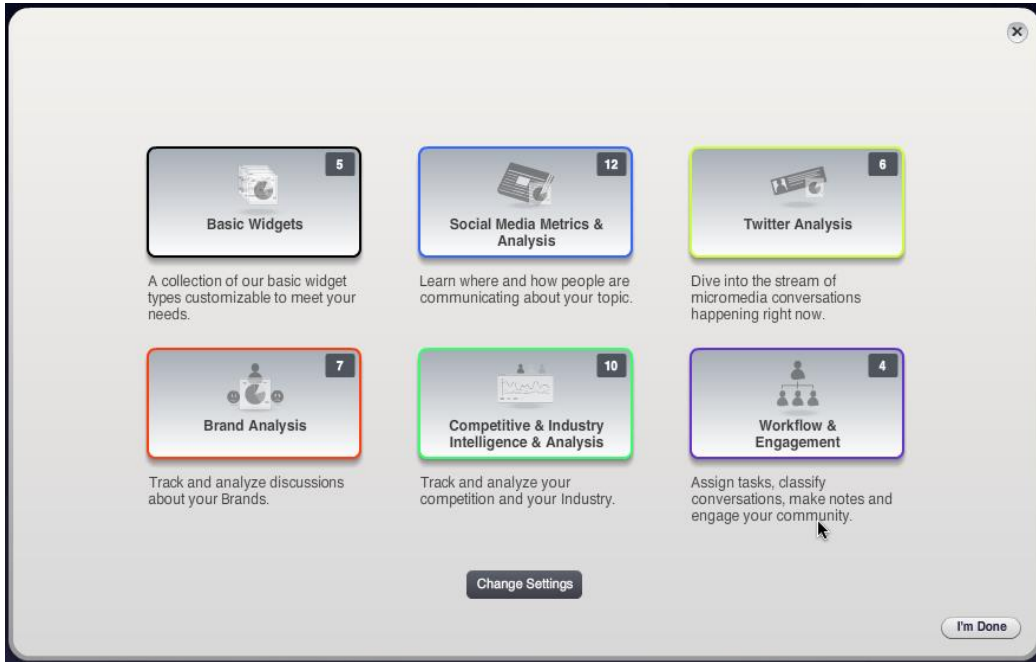 5
Basic Widgets
A collection of our basic widget
types customizable to meet your
needs.
12
Social Media Metrics &
Analysis
Learn where and how people are
communicating about your topic.
6
Twitter Analysis
Dive into the stream of
micromedia conversations
happening right now.
7
Brand Analysis
Track and analyze discussions
about your Brands.
10
Competitive & Industry
Intelligence & Analysis
Track and analyze your
competition and your Industry.
4
Workflow &
Engagement
Assign tasks, classify
conversations, make notes and
engage your community.
Change Settings
I'm Done